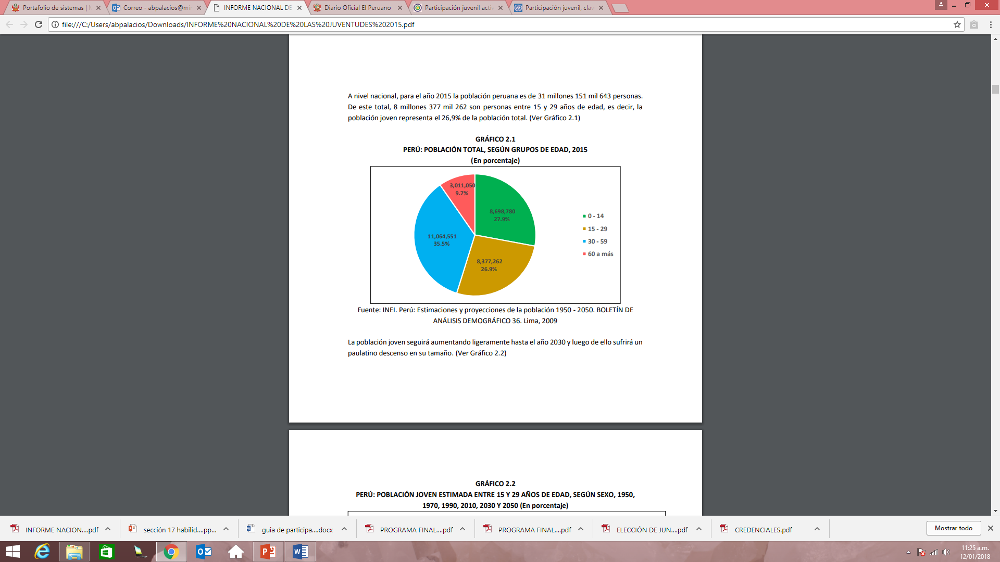 Portafolio de sistemas | M
Correo - abpalacios@mi
INFORME NACIONAL DE
Diario Oficial El Peruano
Participación juvenil acti
Participación juvenil, cla
file:///C:/Users/abpalacios/Downloads/INFORME%20NACIONAL%20DE%20LAS%20JUVENTUDES%202015.pdf
A nivel nacional, para el año 2015 la población peruana es de 31 millones 151 mil 643 personas.
De este total, 8 millones 377 mil 262 son personas entre 15 y 29 años de edad, es decir, la
población joven representa el 26,9% de la población total. (Ver Gráfico 2.1)
GRÁFICO 2.1
PERÚ: POBLACIÓN TOTAL, SEGÚN GRUPOS DE EDAD, 2015
(En porcentaje)
3,011,050
9.7%
8,698,780
27.9%
11,064,551
35.5%
8,377,262
26.9%
0 - 14
15 - 29
30 - 59
60 a más
Fuente: INEI. Perú: Estimaciones y proyecciones de la población 1950 - 2050. BOLETÍN DE
ANÁLISIS DEMOGRÁFICO 36. Lima, 2009
La población joven seguirá aumentando ligeramente hasta el año 2030 y luego de ello sufrirá un
paulatino descenso en su tamaño. (Ver Gráfico 2.2)
GRÁFICO 2.2
PERÚ: POBLACIÓN JOVEN ESTIMADA ENTRE 15 Y 29 AÑOS DE EDAD, SEGÚN SEXO, 1950,
1970, 1990, 2010, 2030 Y 2050 (En porcentaje)
INFORME NACION....pdf
sección 17 habilid....pp...
guia de participa....docx
PROGRAMA FINAL....pdf
PROGRAMA FINAL....pdf
ELECCIÓN DE JUN....pdf
CREDENCIALES.pdf
Mostrar todo
11:25 a.m.
12/01/2018